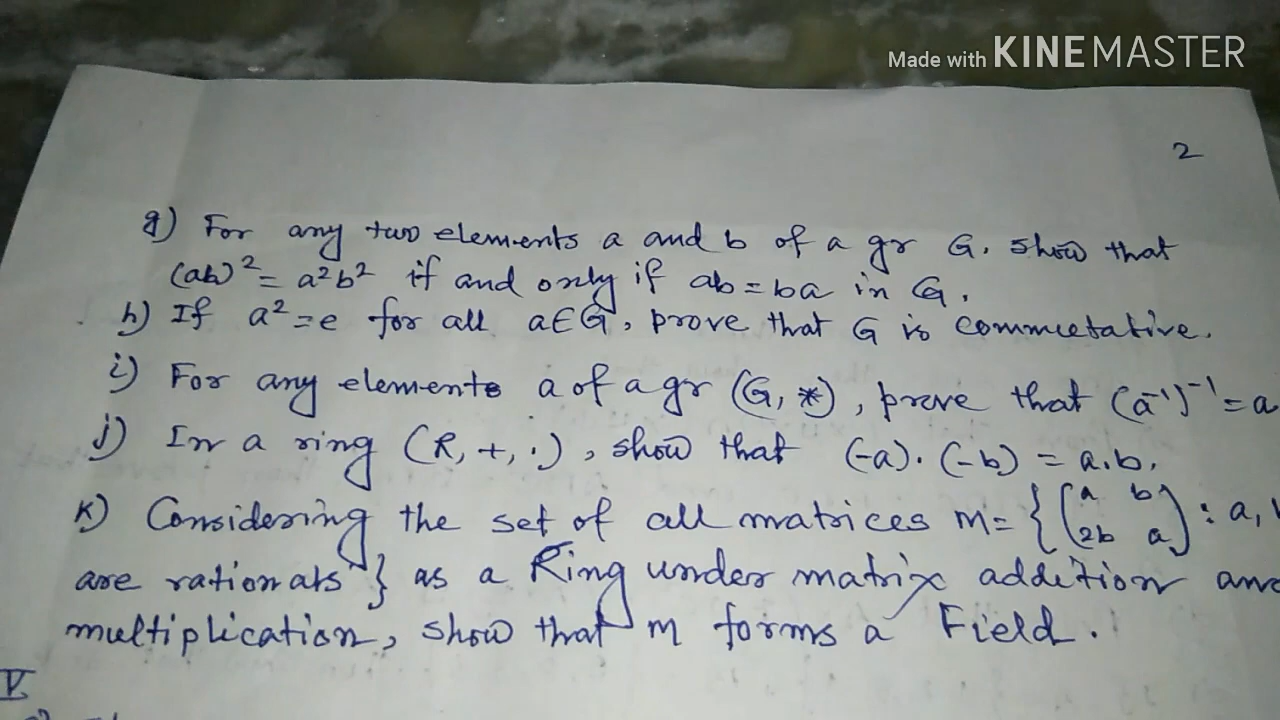 Made with KINEMASTER
2
g) For any two elements a and b of a gr G. show that
(ab)² = a²b² if and only if ab = ba in G.
h) If a² = e for all a∈G, prove that G is commutative.
i) For any elements a of a gr (G, *), prove that (a⁻¹)⁻¹ = a
j) In a ring (R, +, ·), show that (-a). (-b) = a.b.
K) Considering the set of all matrices M = { ( a b 2b a ) : a,
are rationals } as a Ring under matrix addition and
multiplication, show that M forms a Field.
V.